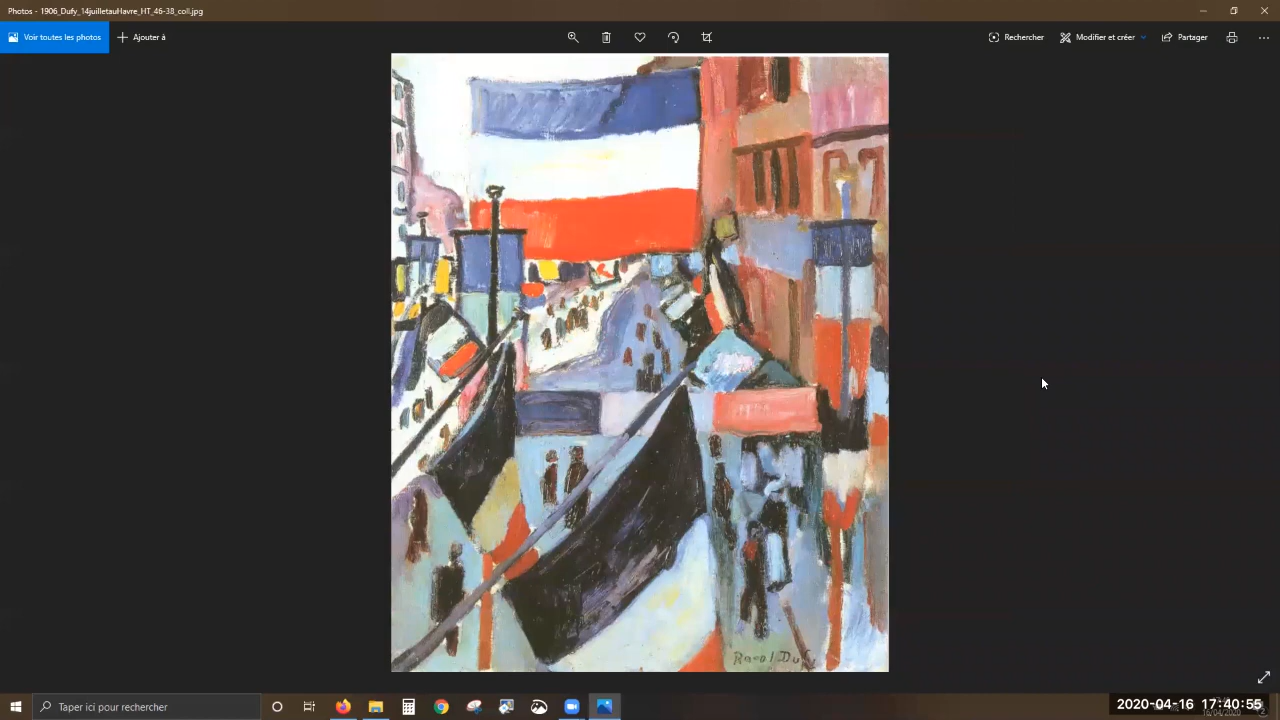 Photos - 1906_Dufy_14juilletauHavre_HT_46-38_coll.jpg
Voir toutes les photos
Ajouter à
Rechercher
Modifier et créer
Partager
Raoul Dufy
Taper ici pour rechercher
2020-04-16 17:40:55